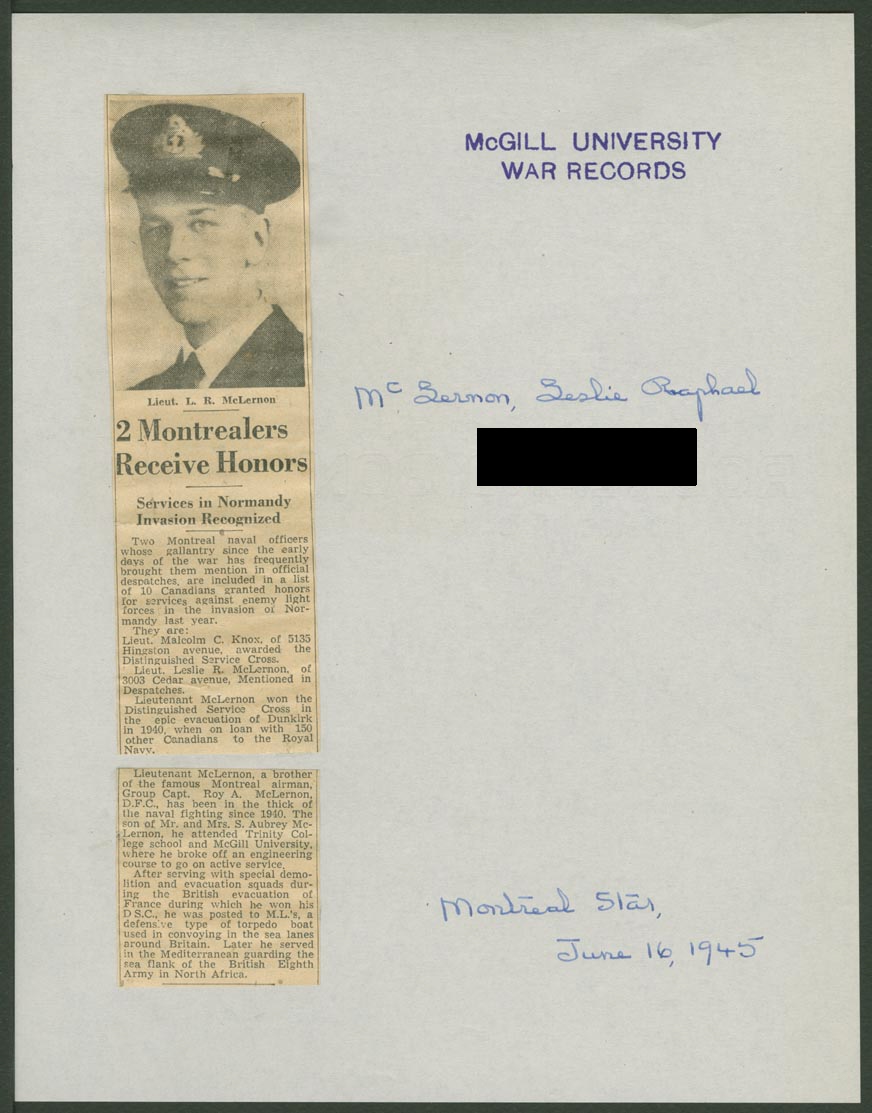 McGILL UNIVERSITY
WAR RECORDS
Lieut. L. R. McLernon
2 Montrealers
Receive Honors
Services in Normandy
Invasion Recognized
Two Montreal naval officers
whose gallantry since the early
days of the war has frequently
brought them mention in official
despatches, are included in a list
of 10 Canadians granted honors
for services against enemy light
forces in the invasion of Nor-
mandy last year.
They are:
Lieut. Malcolm C. Knox, of 5135
Hingston avenue, awarded the
Distinguished Service Cross.
Lieut. Leslie R. McLernon, of
3003 Cedar avenue, Mentioned in
Despatches.
Lieutenant McLernon won the
Distinguished Service Cross in
the epic evacuation of Dunkirk
in 1940, when on loan with 150
other Canadians to the Royal
Navy.
Lieutenant McLernon, a brother
of the famous Montreal airman,
Group Capt. Roy A. McLernon,
D.F.C., has been in the thick of
the naval fighting since 1940. The
son of Mr. and Mrs. S. Aubrey Mc-
Lernon, he attended Trinity Col-
lege school and McGill University,
where he broke off an engineering
course to go on active service.
After serving with special demo-
lition and evacuation squads dur-
ing the British evacuation of
France during which he won his
D S.C., he was posted to M.L.'s, a
defensive type of torpedo boat
used in convoying in the sea lanes
around Britain. Later he served
in the Mediterranean guarding the
sea flank of the British Eighth
Army in North Africa.
McLernon, Leslie Raphael
Montreal Star,
June 16, 1945